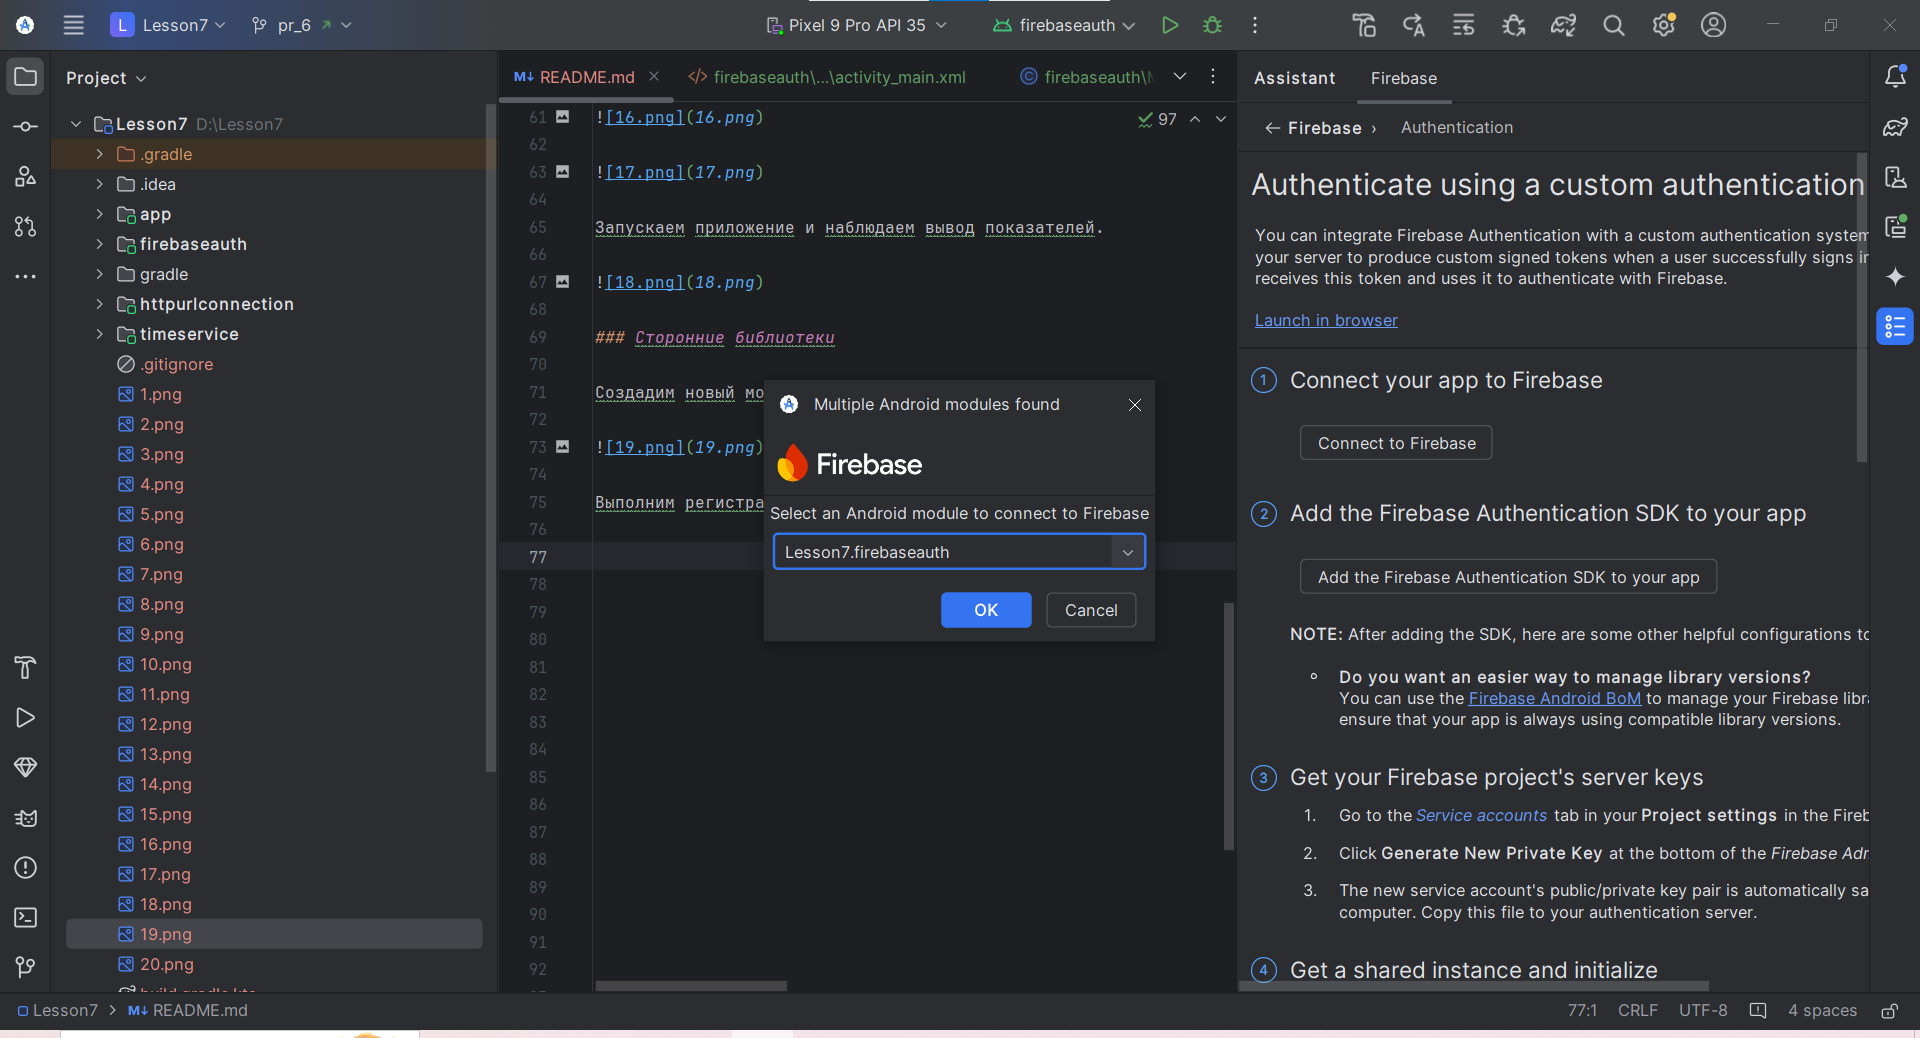 L Lesson7
pr_6
Pixel 9 Pro API 35
firebaseauth
Project
Lesson7 D:\Lesson7
.gradle
.idea
app
firebaseauth
gradle
httpurlconnection
timeservice
.gitignore
1.png
2.png
3.png
4.png
5.png
6.png
7.png
8.png
9.png
10.png
11.png
12.png
13.png
14.png
15.png
16.png
17.png
18.png
19.png
20.png
M↓ README.md
</> firebaseauth\...\activity_main.xml
© firebaseauth\M
97
61 ![16.png](16.png)
62
63 ![17.png](17.png)
64
65 Запускаем приложение и наблюдаем вывод показателей.
66
67 ![18.png](18.png)
68
69 ### Сторонние библиотеки
70
71 Создадим новый мо
72
73 ![19.png](19.png)
74
75 Выполним регистра
76
77
78
79
80
81
82
83
84
85
86
87
88
89
90
91
92
Multiple Android modules found
Firebase
Select an Android module to connect to Firebase
Lesson7.firebaseauth
OK Cancel
Assistant Firebase
← Firebase › Authentication
Authenticate using a custom authentication
You can integrate Firebase Authentication with a custom authentication system
your server to produce custom signed tokens when a user successfully signs in
receives this token and uses it to authenticate with Firebase.
Launch in browser
1 Connect your app to Firebase
Connect to Firebase
2 Add the Firebase Authentication SDK to your app
Add the Firebase Authentication SDK to your app
NOTE: After adding the SDK, here are some other helpful configurations to
Do you want an easier way to manage library versions?
You can use the Firebase Android BoM to manage your Firebase libra
ensure that your app is always using compatible library versions.
3 Get your Firebase project's server keys
1. Go to the Service accounts tab in your Project settings in the Fireb
2. Click Generate New Private Key at the bottom of the Firebase Adm
3. The new service account's public/private key pair is automatically sa
computer. Copy this file to your authentication server.
4 Get a shared instance and initialize
Lesson7 > M↓ README.md
77:1 CRLF UTF-8 4 spaces